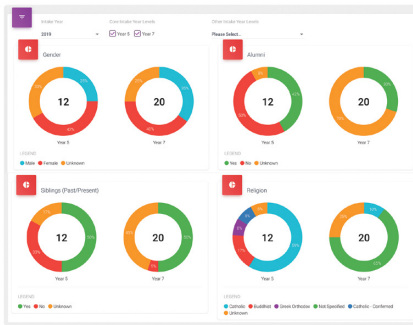 Intake Year
Core Intake Year Levels
Other Intake Year Levels
2019
Year 5
Year 7
Please Select...
Gender
12
20
Year 5
Year 7
LEGEND
Male
Female
Unknown
Alumni
12
20
Year 5
Year 7
LEGEND
Yes
No
Unknown
Siblings (Past/Present)
12
20
Year 5
Year 7
LEGEND
Yes
No
Unknown
Religion
12
20
Year 5
Year 7
LEGEND
Catholic
Buddhist
Greek Orthodox
Not Specified
Catholic - Confirmed
Unknown